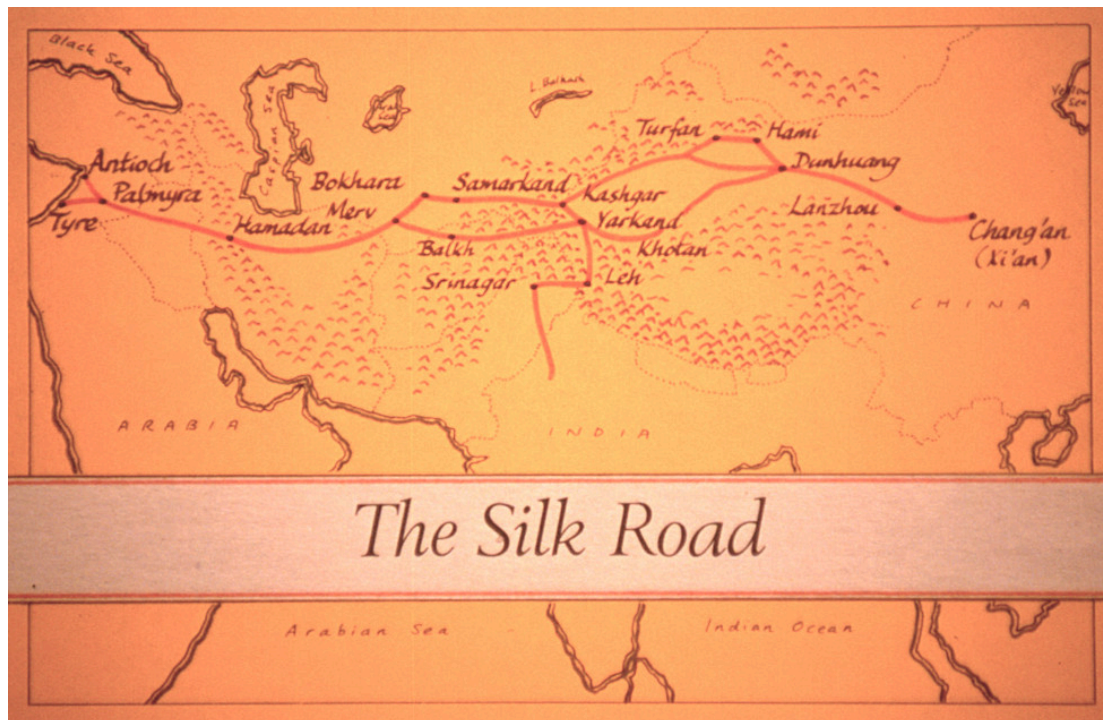 Black Sea
Caspian Sea
Aral
Sea
L. Balkash
Yellow
Sea
Turfan
Hami
Antioch
Dunhuang
Bokhara
Samarkand
Kashgar
Palmyra
Merv
Yarkand
Lanzhou
Tyre
Hamadan
Balkh
Khotan
Chang'an
(Xi'an)
Srinagar
Leh
CHINA
ARABIA
INDIA
The Silk Road
Arabian Sea
Indian Ocean